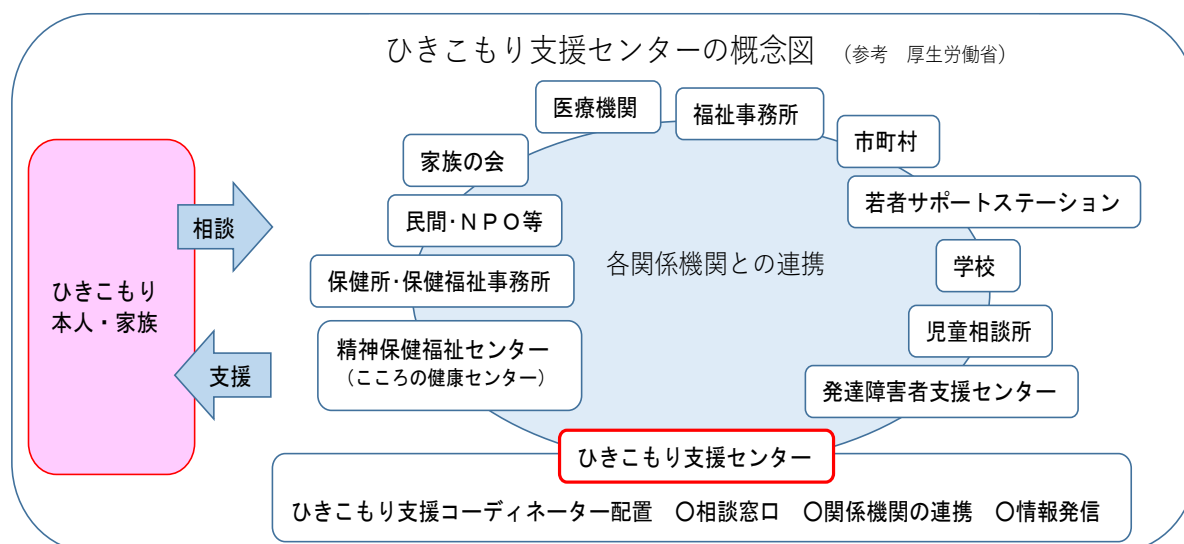 ひきこもり支援センターの概念図 (参考　厚生労働省)
医療機関
福祉事務所
市町村
家族の会
若者サポートステーション
相談
民間･ＮＰＯ等
各関係機関との連携
学校
保健所･保健福祉事務所
ひきこもり
本人・家族
児童相談所
精神保健福祉センター
（こころの健康センター）
支援
発達障害者支援センター
ひきこもり支援センター
ひきこもり支援コーディネーター配置　〇相談窓口　〇関係機関の連携　〇情報発信